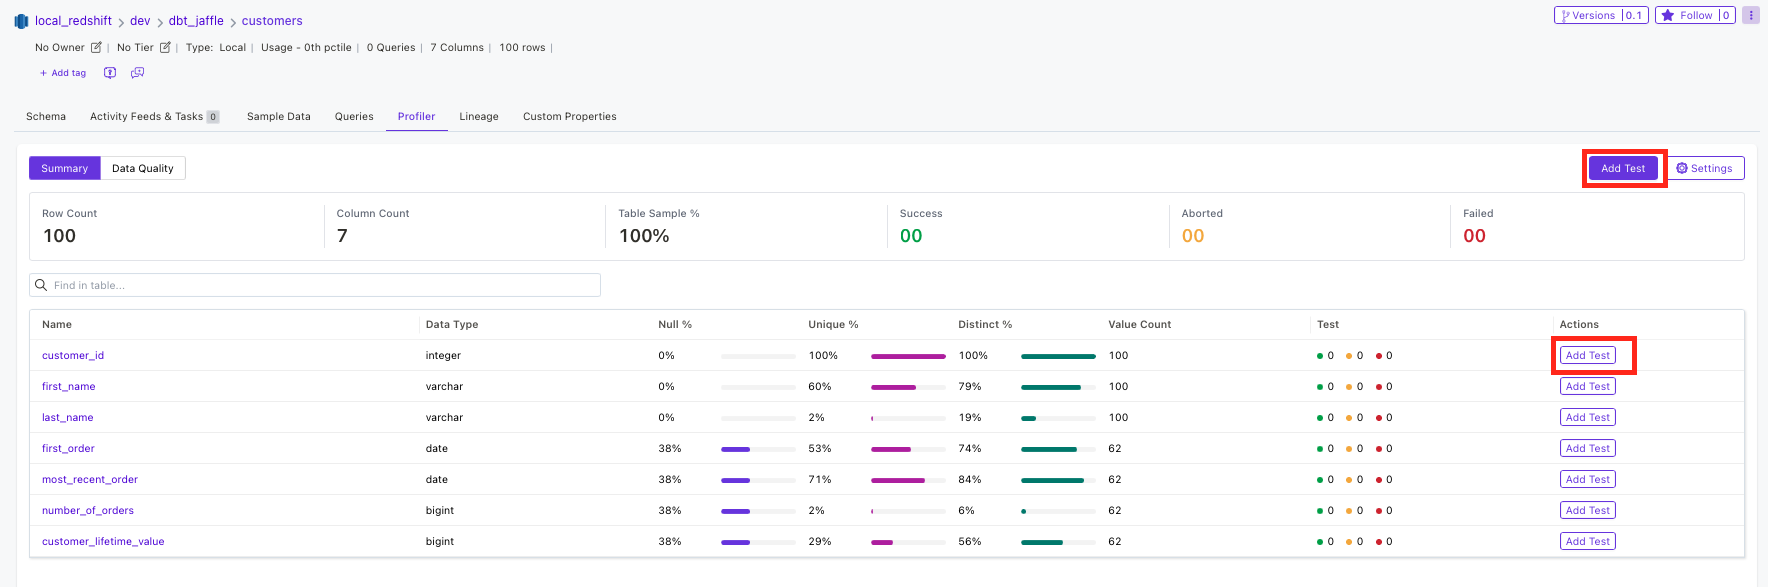 local_redshift > dev > dbt_jaffle > customers
Versions | 0.1 Follow | 0
No Owner | No Tier | Type: Local | Usage - 0th pctile | 0 Queries | 7 Columns | 100 rows |
+ Add tag
Schema Activity Feeds & Tasks 0 Sample Data Queries Profiler Lineage Custom Properties
Summary Data Quality Add Test Settings
Row Count Column Count Table Sample % Success Aborted Failed
100 7 100% 00 00 00
Find in table...
Name Data Type Null % Unique % Distinct % Value Count Test Actions
customer_id integer 0% 100% 100% 100 0 0 0 Add Test
first_name varchar 0% 60% 79% 100 0 0 0 Add Test
last_name varchar 0% 2% 19% 100 0 0 0 Add Test
first_order date 38% 53% 74% 62 0 0 0 Add Test
most_recent_order date 38% 71% 84% 62 0 0 0 Add Test
number_of_orders bigint 38% 2% 6% 62 0 0 0 Add Test
customer_lifetime_value bigint 38% 29% 56% 62 0 0 0 Add Test